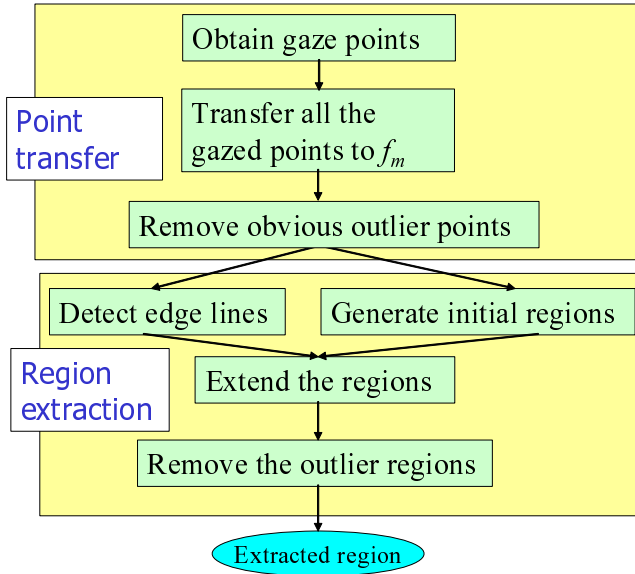 Obtain gaze points
Point
transfer
Transfer all the
gazed points to fm
Remove obvious outlier points
Detect edge lines
Generate initial regions
Region
extraction
Extend the regions
Remove the outlier regions
Extracted region